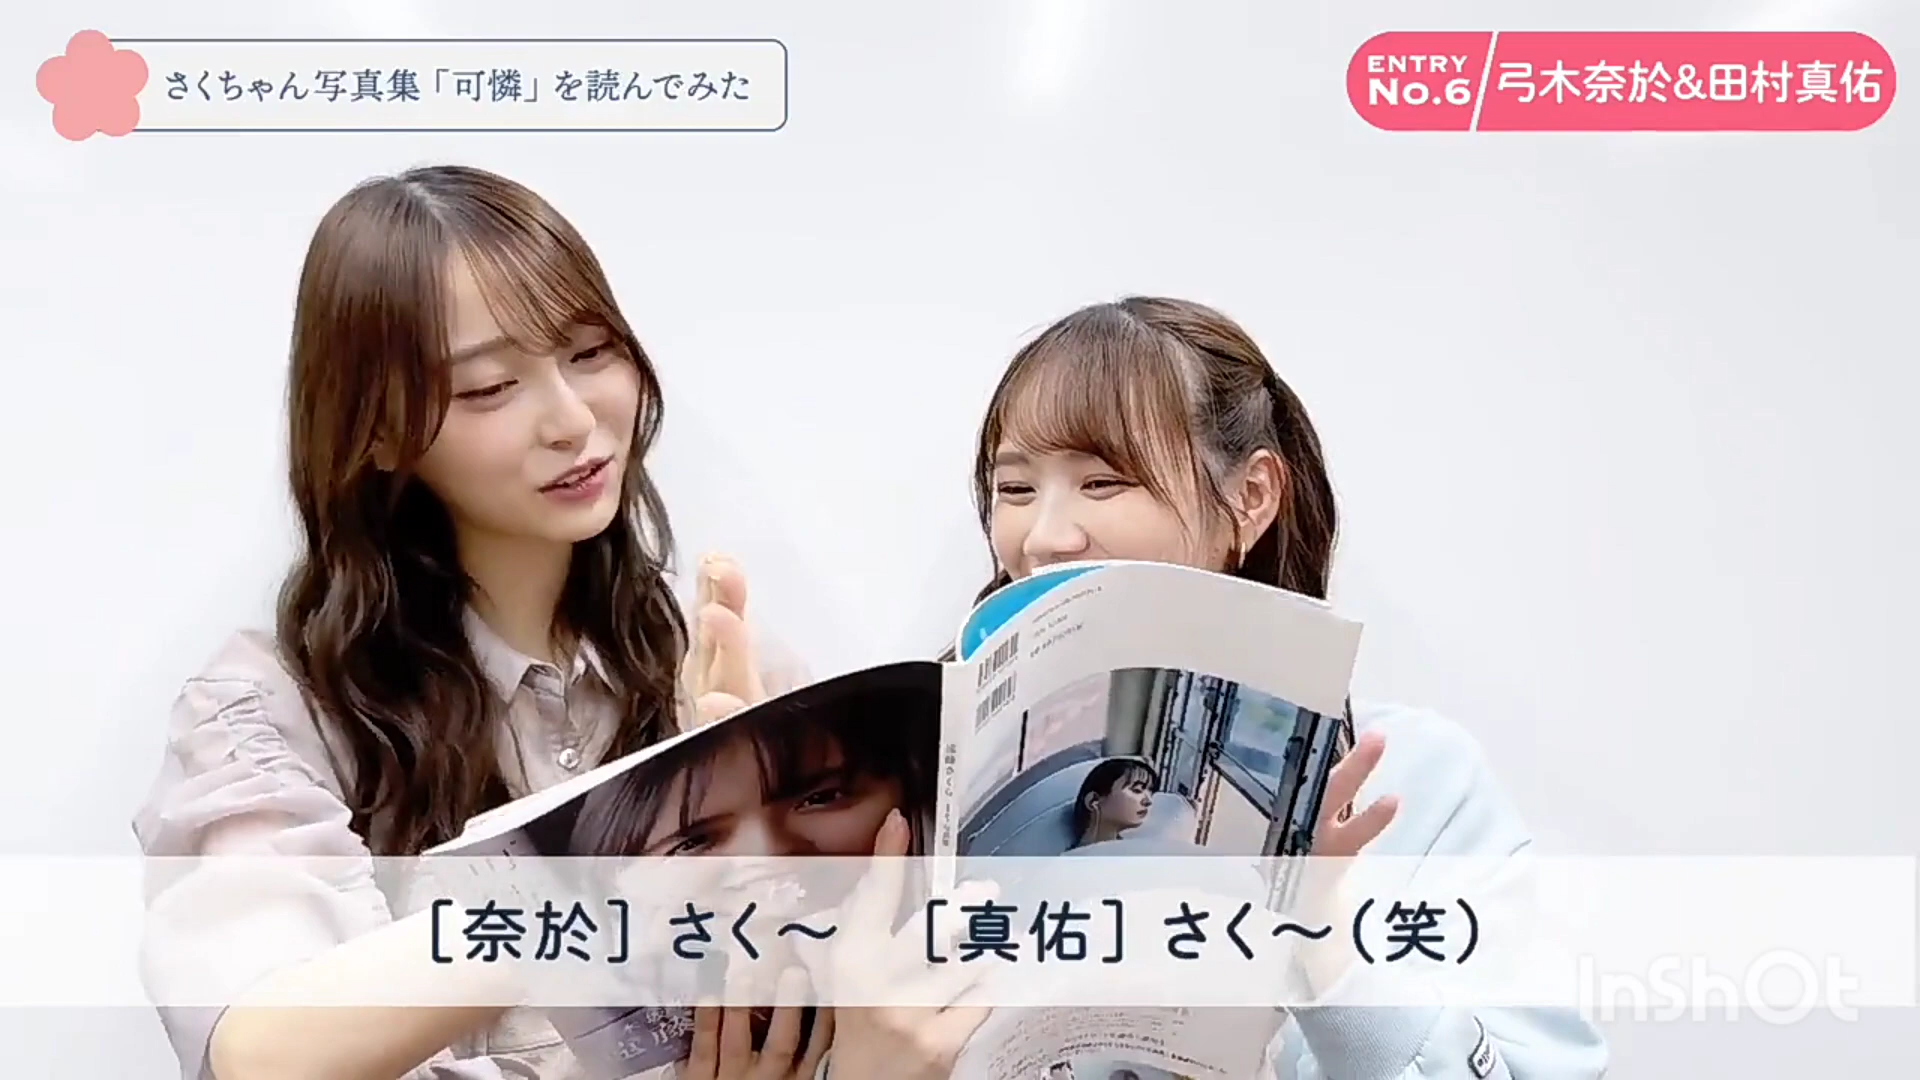 さくちゃん写真集「可憐」を読んでみた
ENTRY
No.6
弓木奈於&田村真佑
[奈於] さく〜　[真佑] さく〜(笑)
InShOt